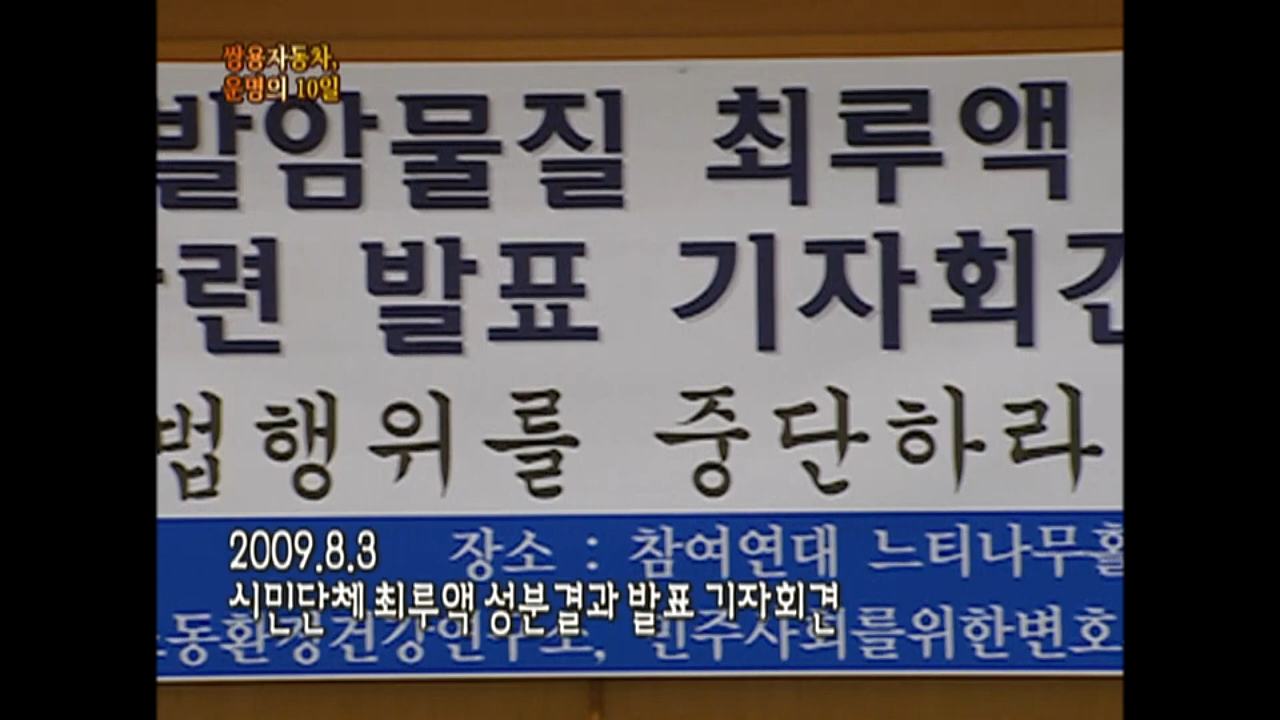 쌍용자동차,
운명의 10일
발암물질 최루액
련 발표 기자회견
법행위를 중단하라
장소 : 참여연대 느티나무홀
2009.8.3
시민단체 최루액 성분결과 발표 기자회견
동환경건강연구소, 민주사회를위한변호